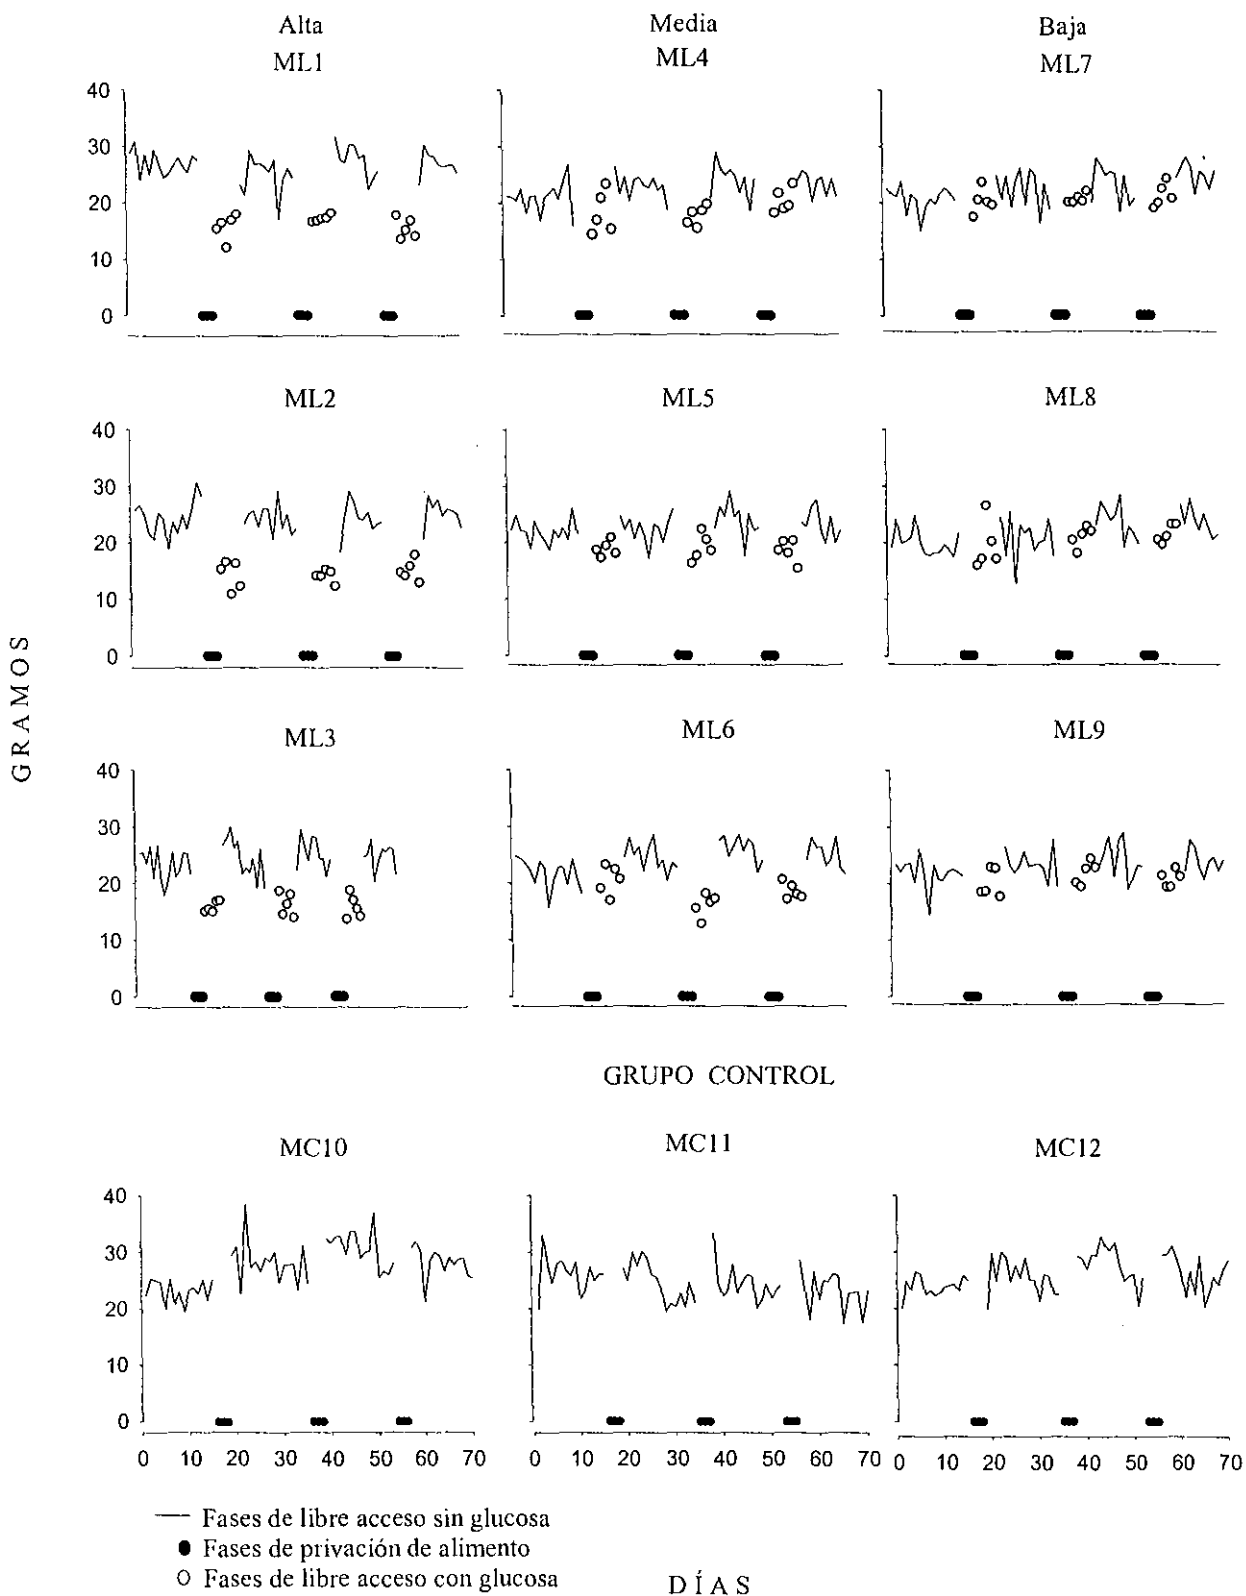 Alta Media Baja
ML1 ML4 ML7
40
30
20
10
0
ML2 ML5 ML8
40
30
20
10
0
GRAMOS
ML3 ML6 ML9
40
30
20
10
0
GRUPO CONTROL
MC10 MC11 MC12
40
30
20
10
0
0 10 20 30 40 50 60 70 0 10 20 30 40 50 60 70 0 10 20 30 40 50 60 70
Fases de libre acceso sin glucosa
Fases de privación de alimento
Fases de libre acceso con glucosa
DÍAS